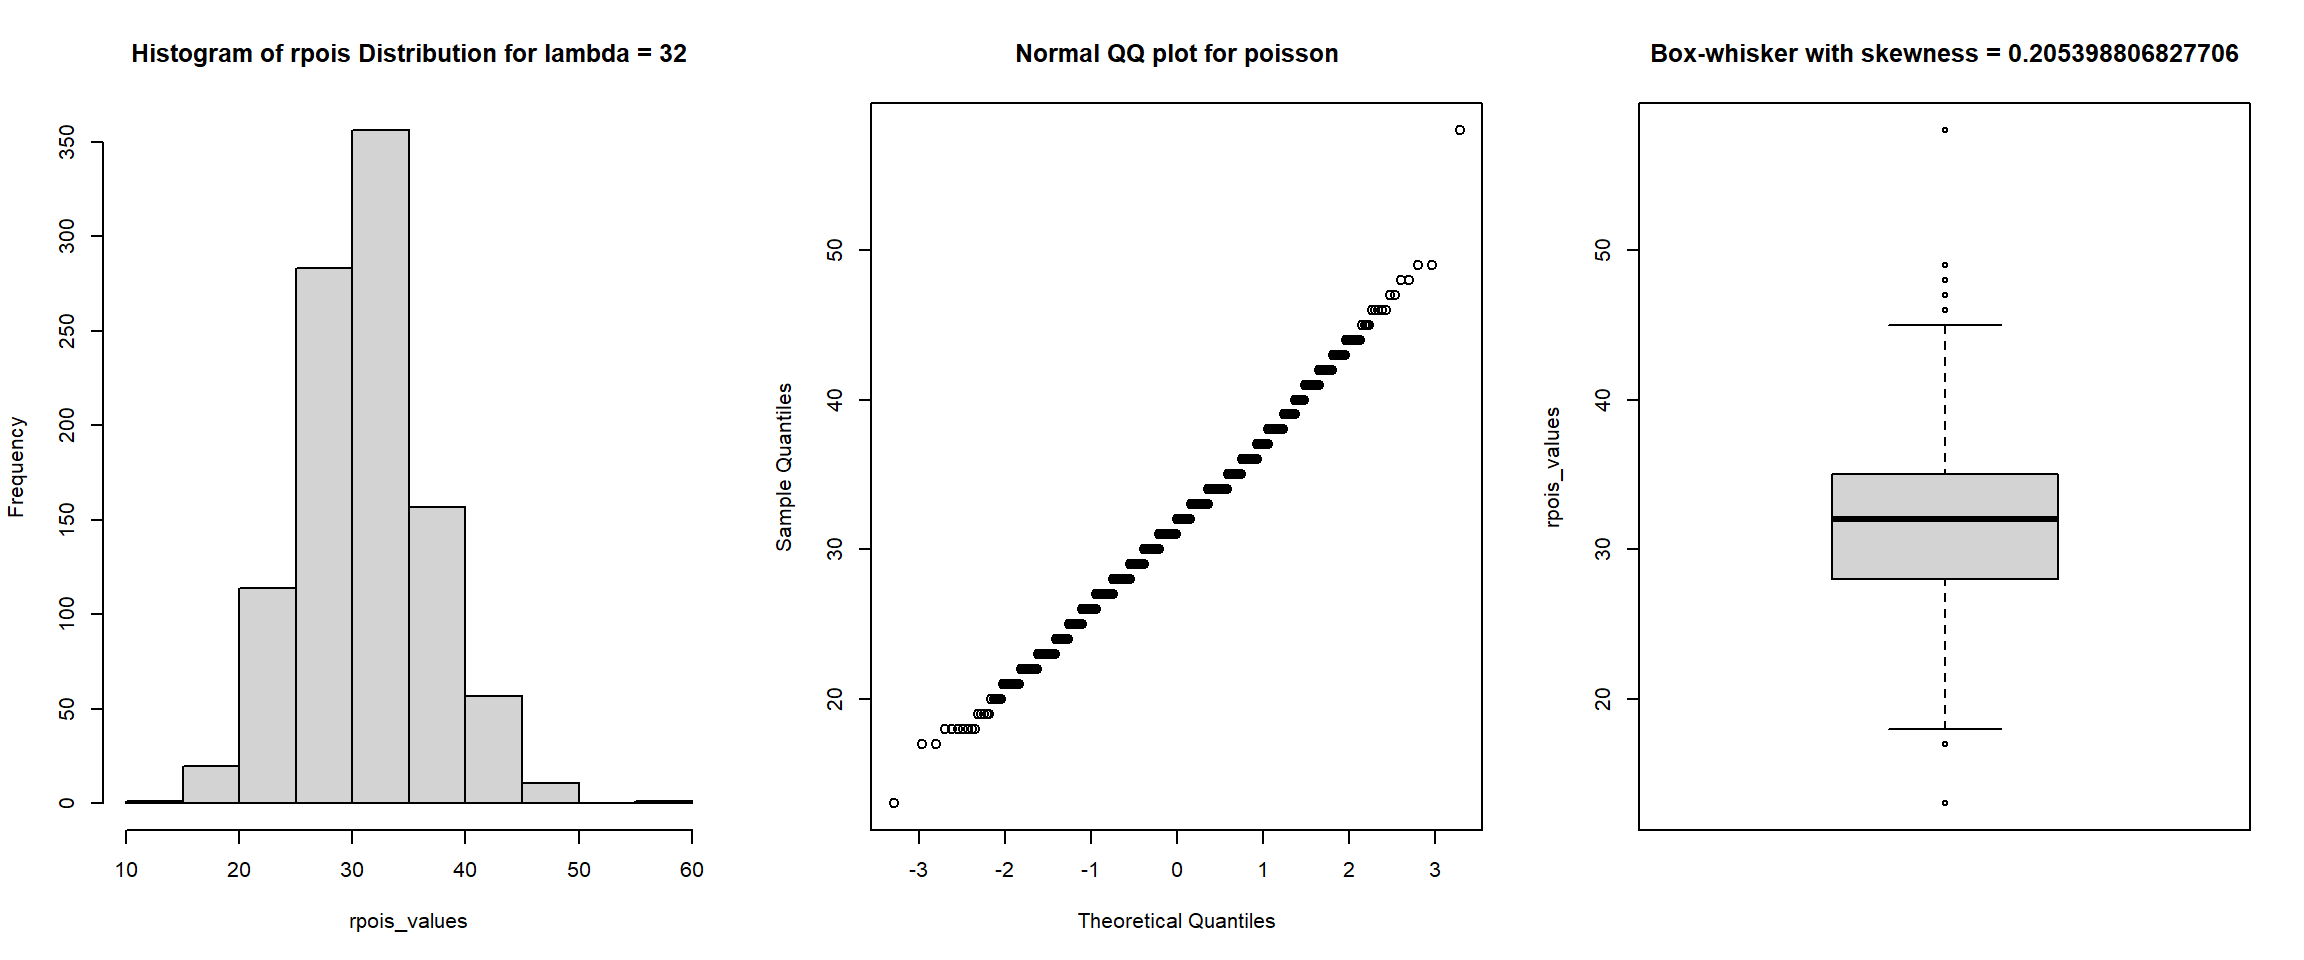 Histogram of rpois Distribution for lambda = 32
Frequency
350
300
250
200
150
100
50
0
10 20 30 40 50 60
rpois_values
Normal QQ plot for poisson
Sample Quantiles
50
40
30
20
-3 -2 -1 0 1 2 3
Theoretical Quantiles
Box-whisker with skewness = 0.205398806827706
rpois_values
50
40
30
20